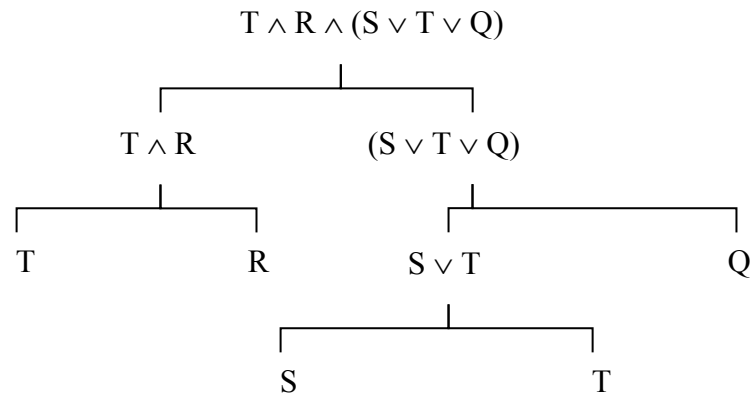 T ∧ R ∧ (S ∨ T ∨ Q)
T ∧ R (S ∨ T ∨ Q)
T R S ∨ T Q
S T